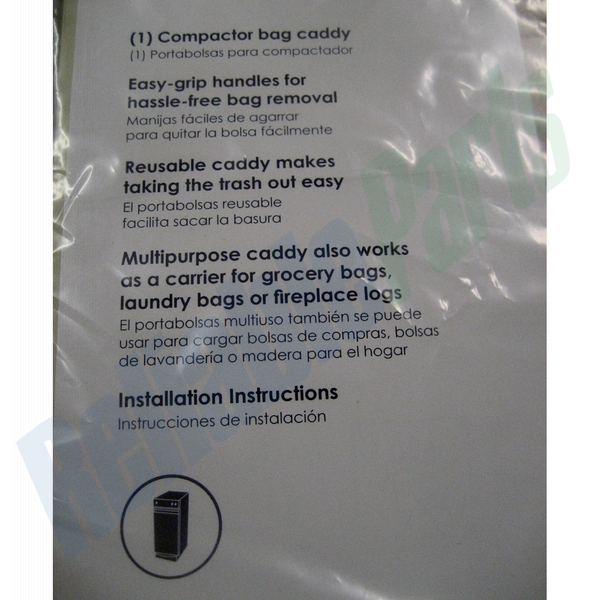 (1) Compactor bag caddy
(1) Portabolsas para compactador
Easy-grip handles for
hassle-free bag removal
Manijas fáciles de agarrar
para quitar la bolsa fácilmente
Reusable caddy makes
taking the trash out easy
El portabolsas reusable
facilita sacar la basura
Multipurpose caddy also works
as a carrier for grocery bags,
laundry bags or fireplace logs
El portabolsas multiuso también se puede
usar para cargar bolsas de compras, bolsas
de lavandería o madera para el hogar
Installation Instructions
Instrucciones de instalación
Reliable Parts